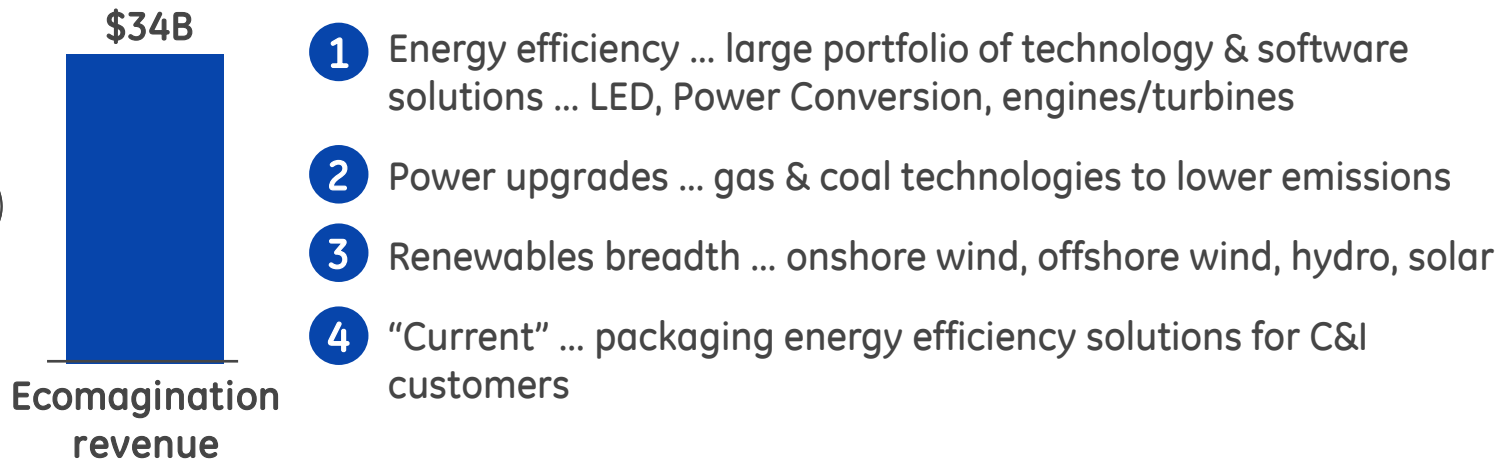 $34B
Ecomagination
revenue
1 Energy efficiency ... large portfolio of technology & software
solutions ... LED, Power Conversion, engines/turbines
2 Power upgrades ... gas & coal technologies to lower emissions
3 Renewables breadth ... onshore wind, offshore wind, hydro, solar
4 “Current” ... packaging energy efficiency solutions for C&I
customers